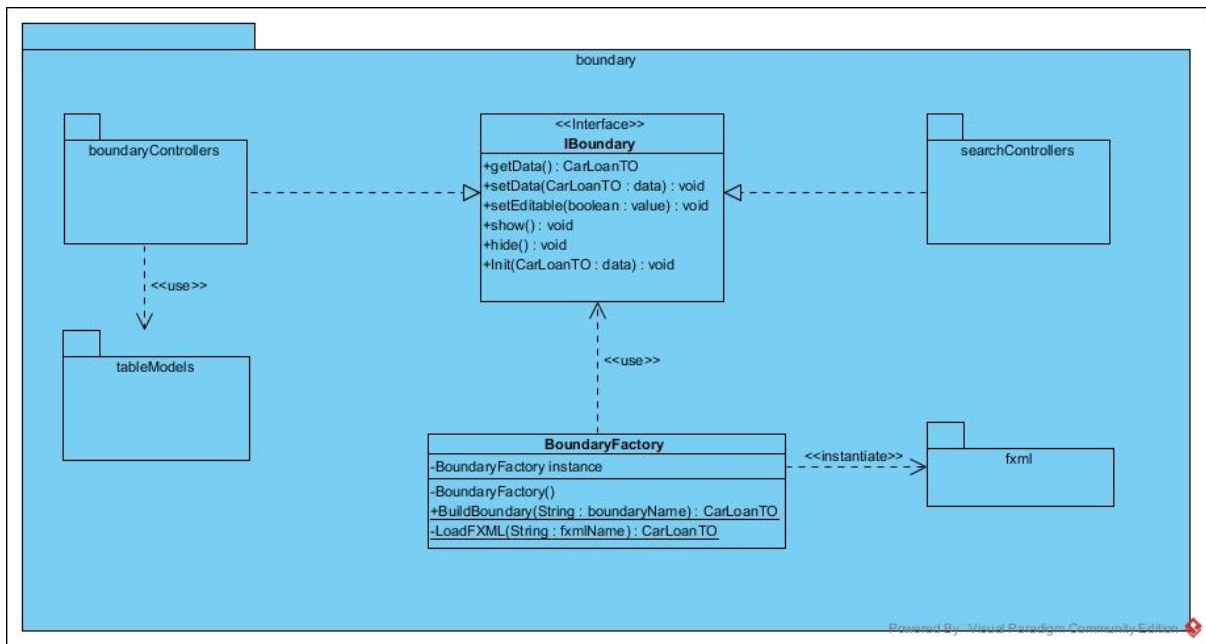 boundary
boundaryControllers
<<Interface>>
IBoundary
+getData() : CarLoanTO
+setData(CarLoanTO : data) : void
+setEditable(boolean : value) : void
+show() : void
+hide() : void
+Init(CarLoanTO : data) : void
searchControllers
<<use>>
tableModels
<<use>>
BoundaryFactory
-BoundaryFactory instance
-BoundaryFactory()
+BuildBoundary(String : boundaryName) : CarLoanTO
-LoadFXML(String : fxmlName) : CarLoanTO
<<instantiate>>
fxml
Powered By Visual Paradigm Community Edition